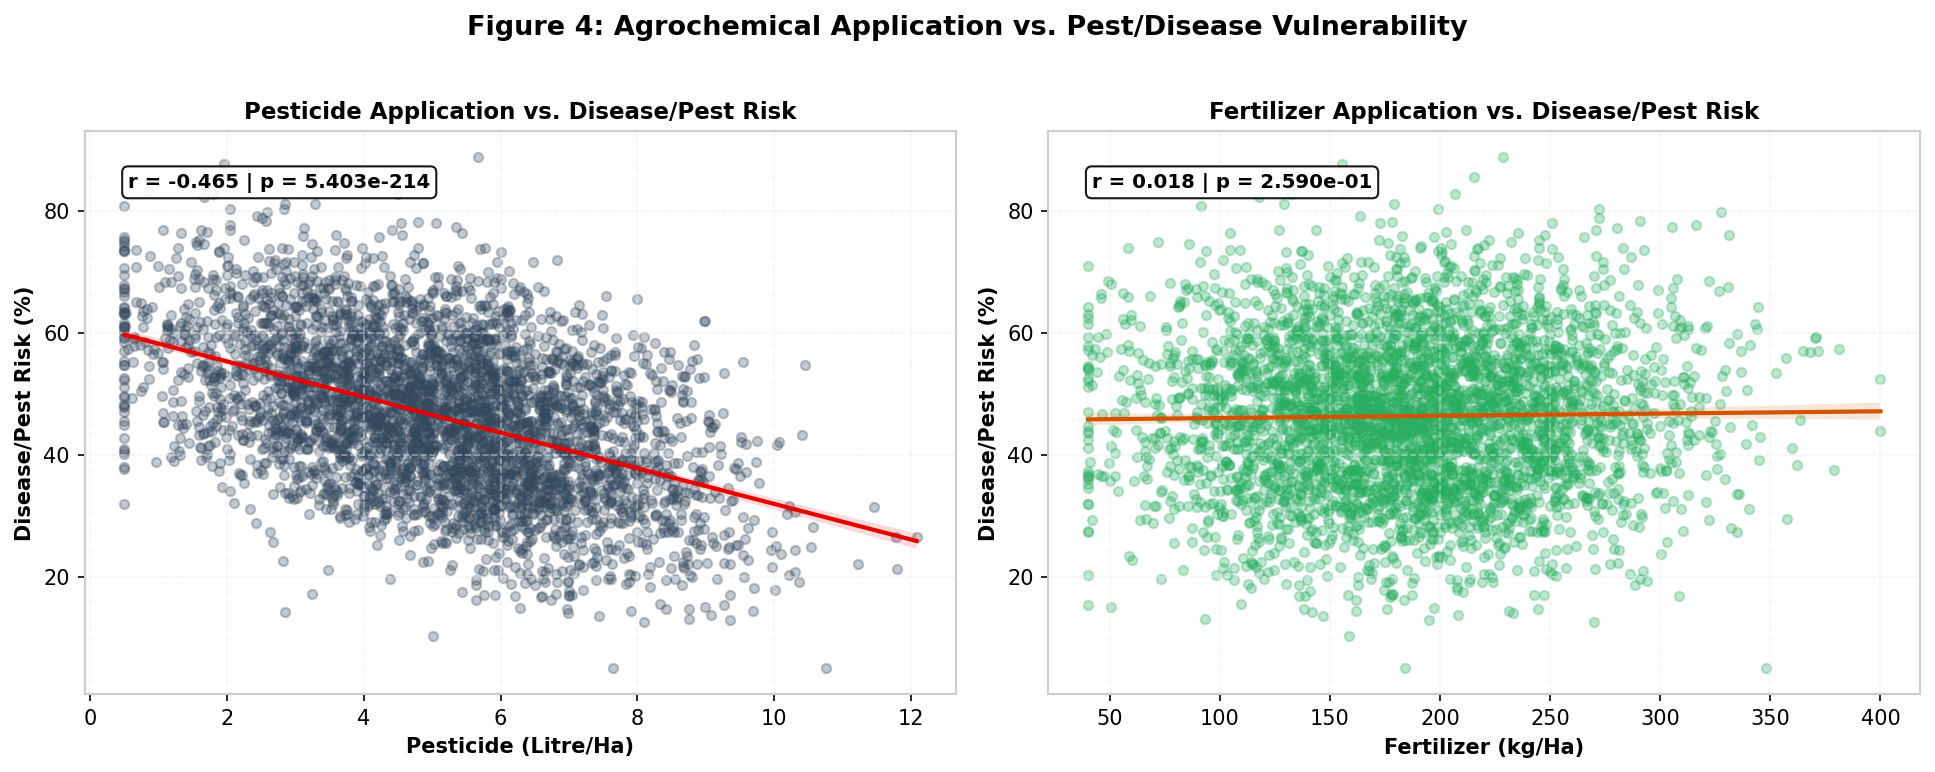 Figure 4: Agrochemical Application vs. Pest/Disease Vulnerability
Pesticide Application vs. Disease/Pest Risk
r = -0.465 | p = 5.403e-214
Disease/Pest Risk (%)
80
60
40
20
0 2 4 6 8 10 12
Pesticide (Litre/Ha)
Fertilizer Application vs. Disease/Pest Risk
r = 0.018 | p = 2.590e-01
Disease/Pest Risk (%)
80
60
40
20
50 100 150 200 250 300 350 400
Fertilizer (kg/Ha)